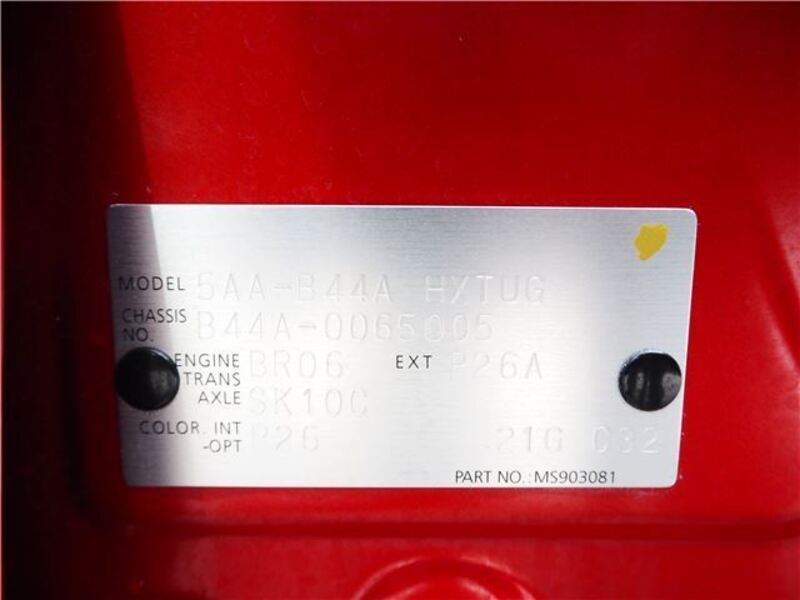 MODEL 5AA-B44A HXTUG
CHASSIS NO. B44A-0065005
ENGINE BR06 EXT P26A
TRANS AXLE SK10C
COLOR. INT -OPT P26 21G C32
PART NO.: MS903081